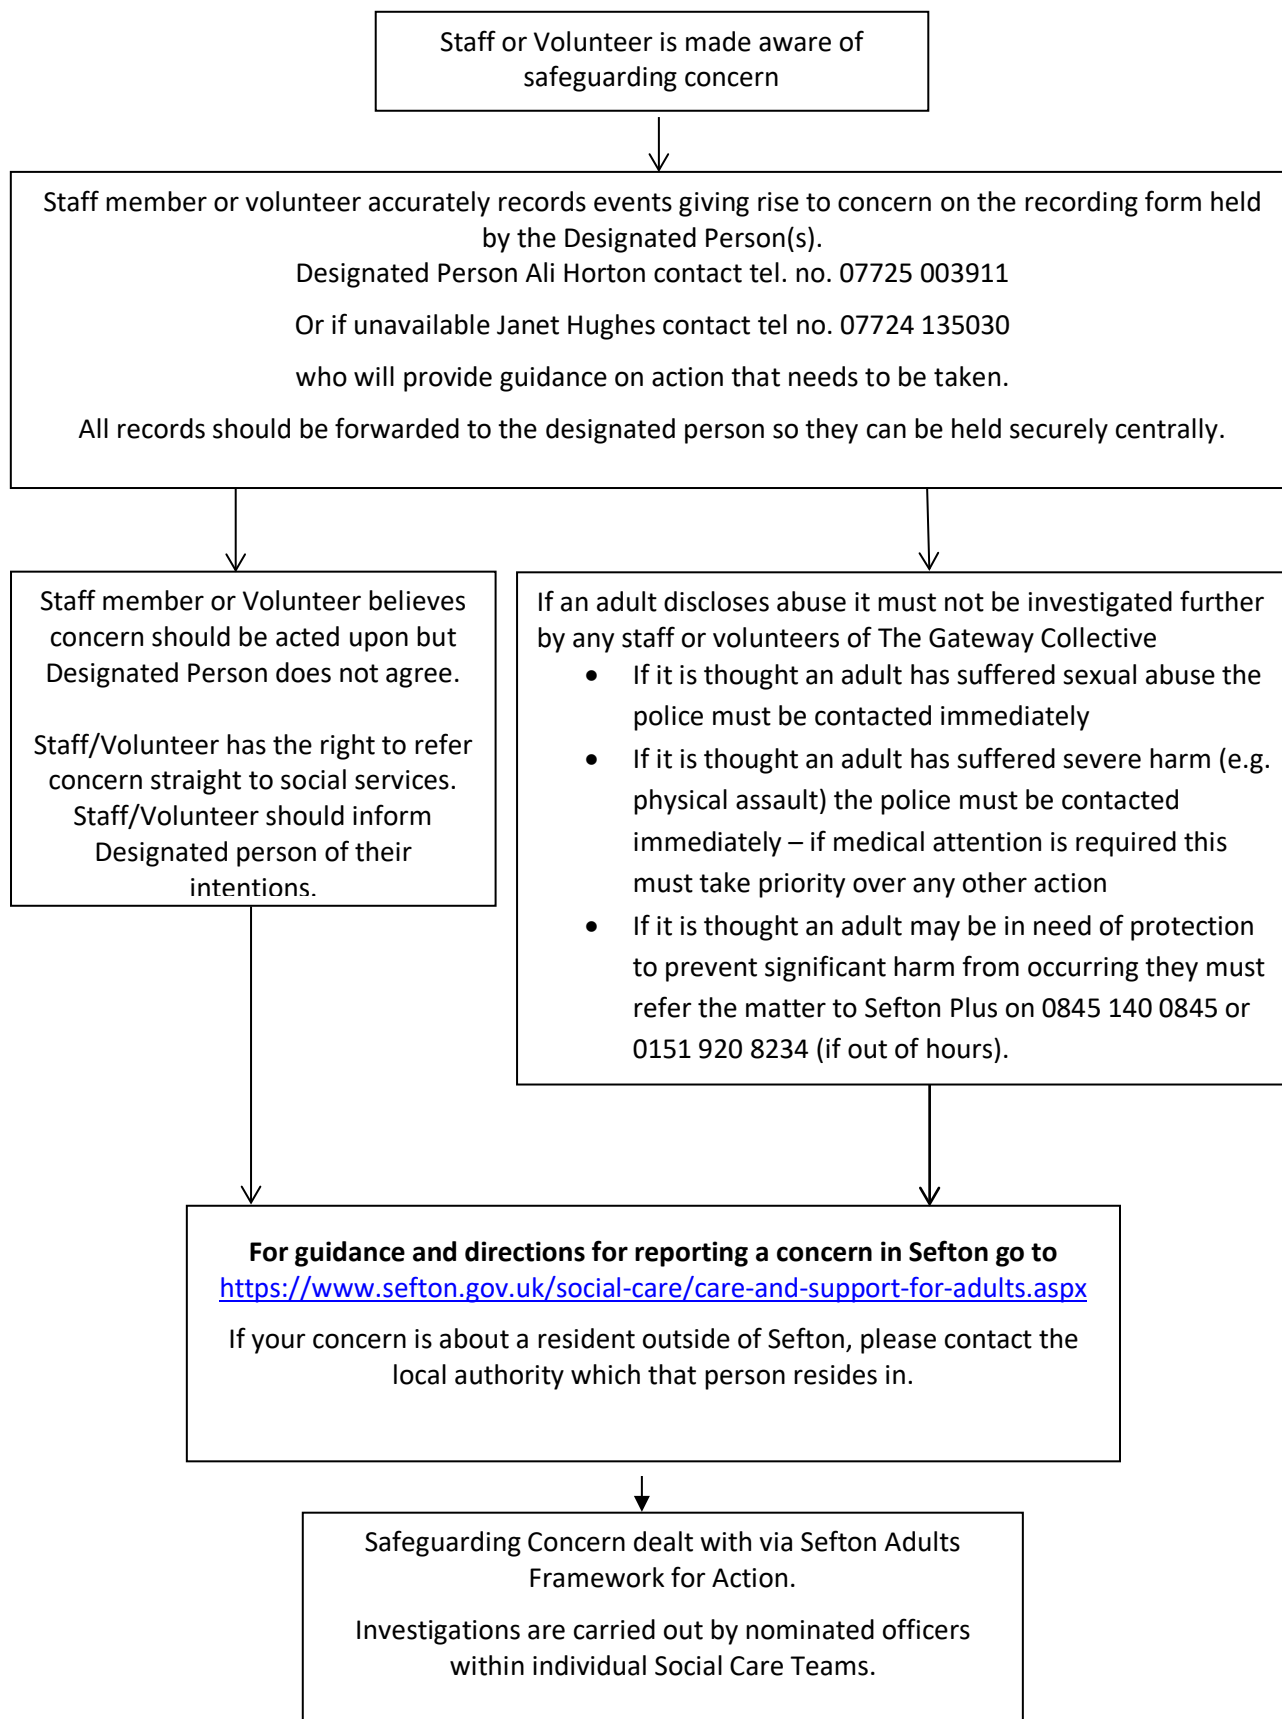 Staff or Volunteer is made aware of
safeguarding concern
Staff member or volunteer accurately records events giving rise to concern on the recording form held
by the Designated Person(s).
Designated Person Ali Horton contact tel. no. 07725 003911
Or if unavailable Janet Hughes contact tel no. 07724 135030
who will provide guidance on action that needs to be taken.
All records should be forwarded to the designated person so they can be held securely centrally.
Staff member or Volunteer believes
concern should be acted upon but
Designated Person does not agree.
Staff/Volunteer has the right to refer
concern straight to social services.
Staff/Volunteer should inform
Designated person of their
intentions.
If an adult discloses abuse it must not be investigated further
by any staff or volunteers of The Gateway Collective
• If it is thought an adult has suffered sexual abuse the
police must be contacted immediately
• If it is thought an adult has suffered severe harm (e.g.
physical assault) the police must be contacted
immediately – if medical attention is required this
must take priority over any other action
• If it is thought an adult may be in need of protection
to prevent significant harm from occurring they must
refer the matter to Sefton Plus on 0845 140 0845 or
0151 920 8234 (if out of hours).
For guidance and directions for reporting a concern in Sefton go to
https://www.sefton.gov.uk/social-care/care-and-support-for-adults.aspx
If your concern is about a resident outside of Sefton, please contact the
local authority which that person resides in.
Safeguarding Concern dealt with via Sefton Adults
Framework for Action.
Investigations are carried out by nominated officers
within individual Social Care Teams.